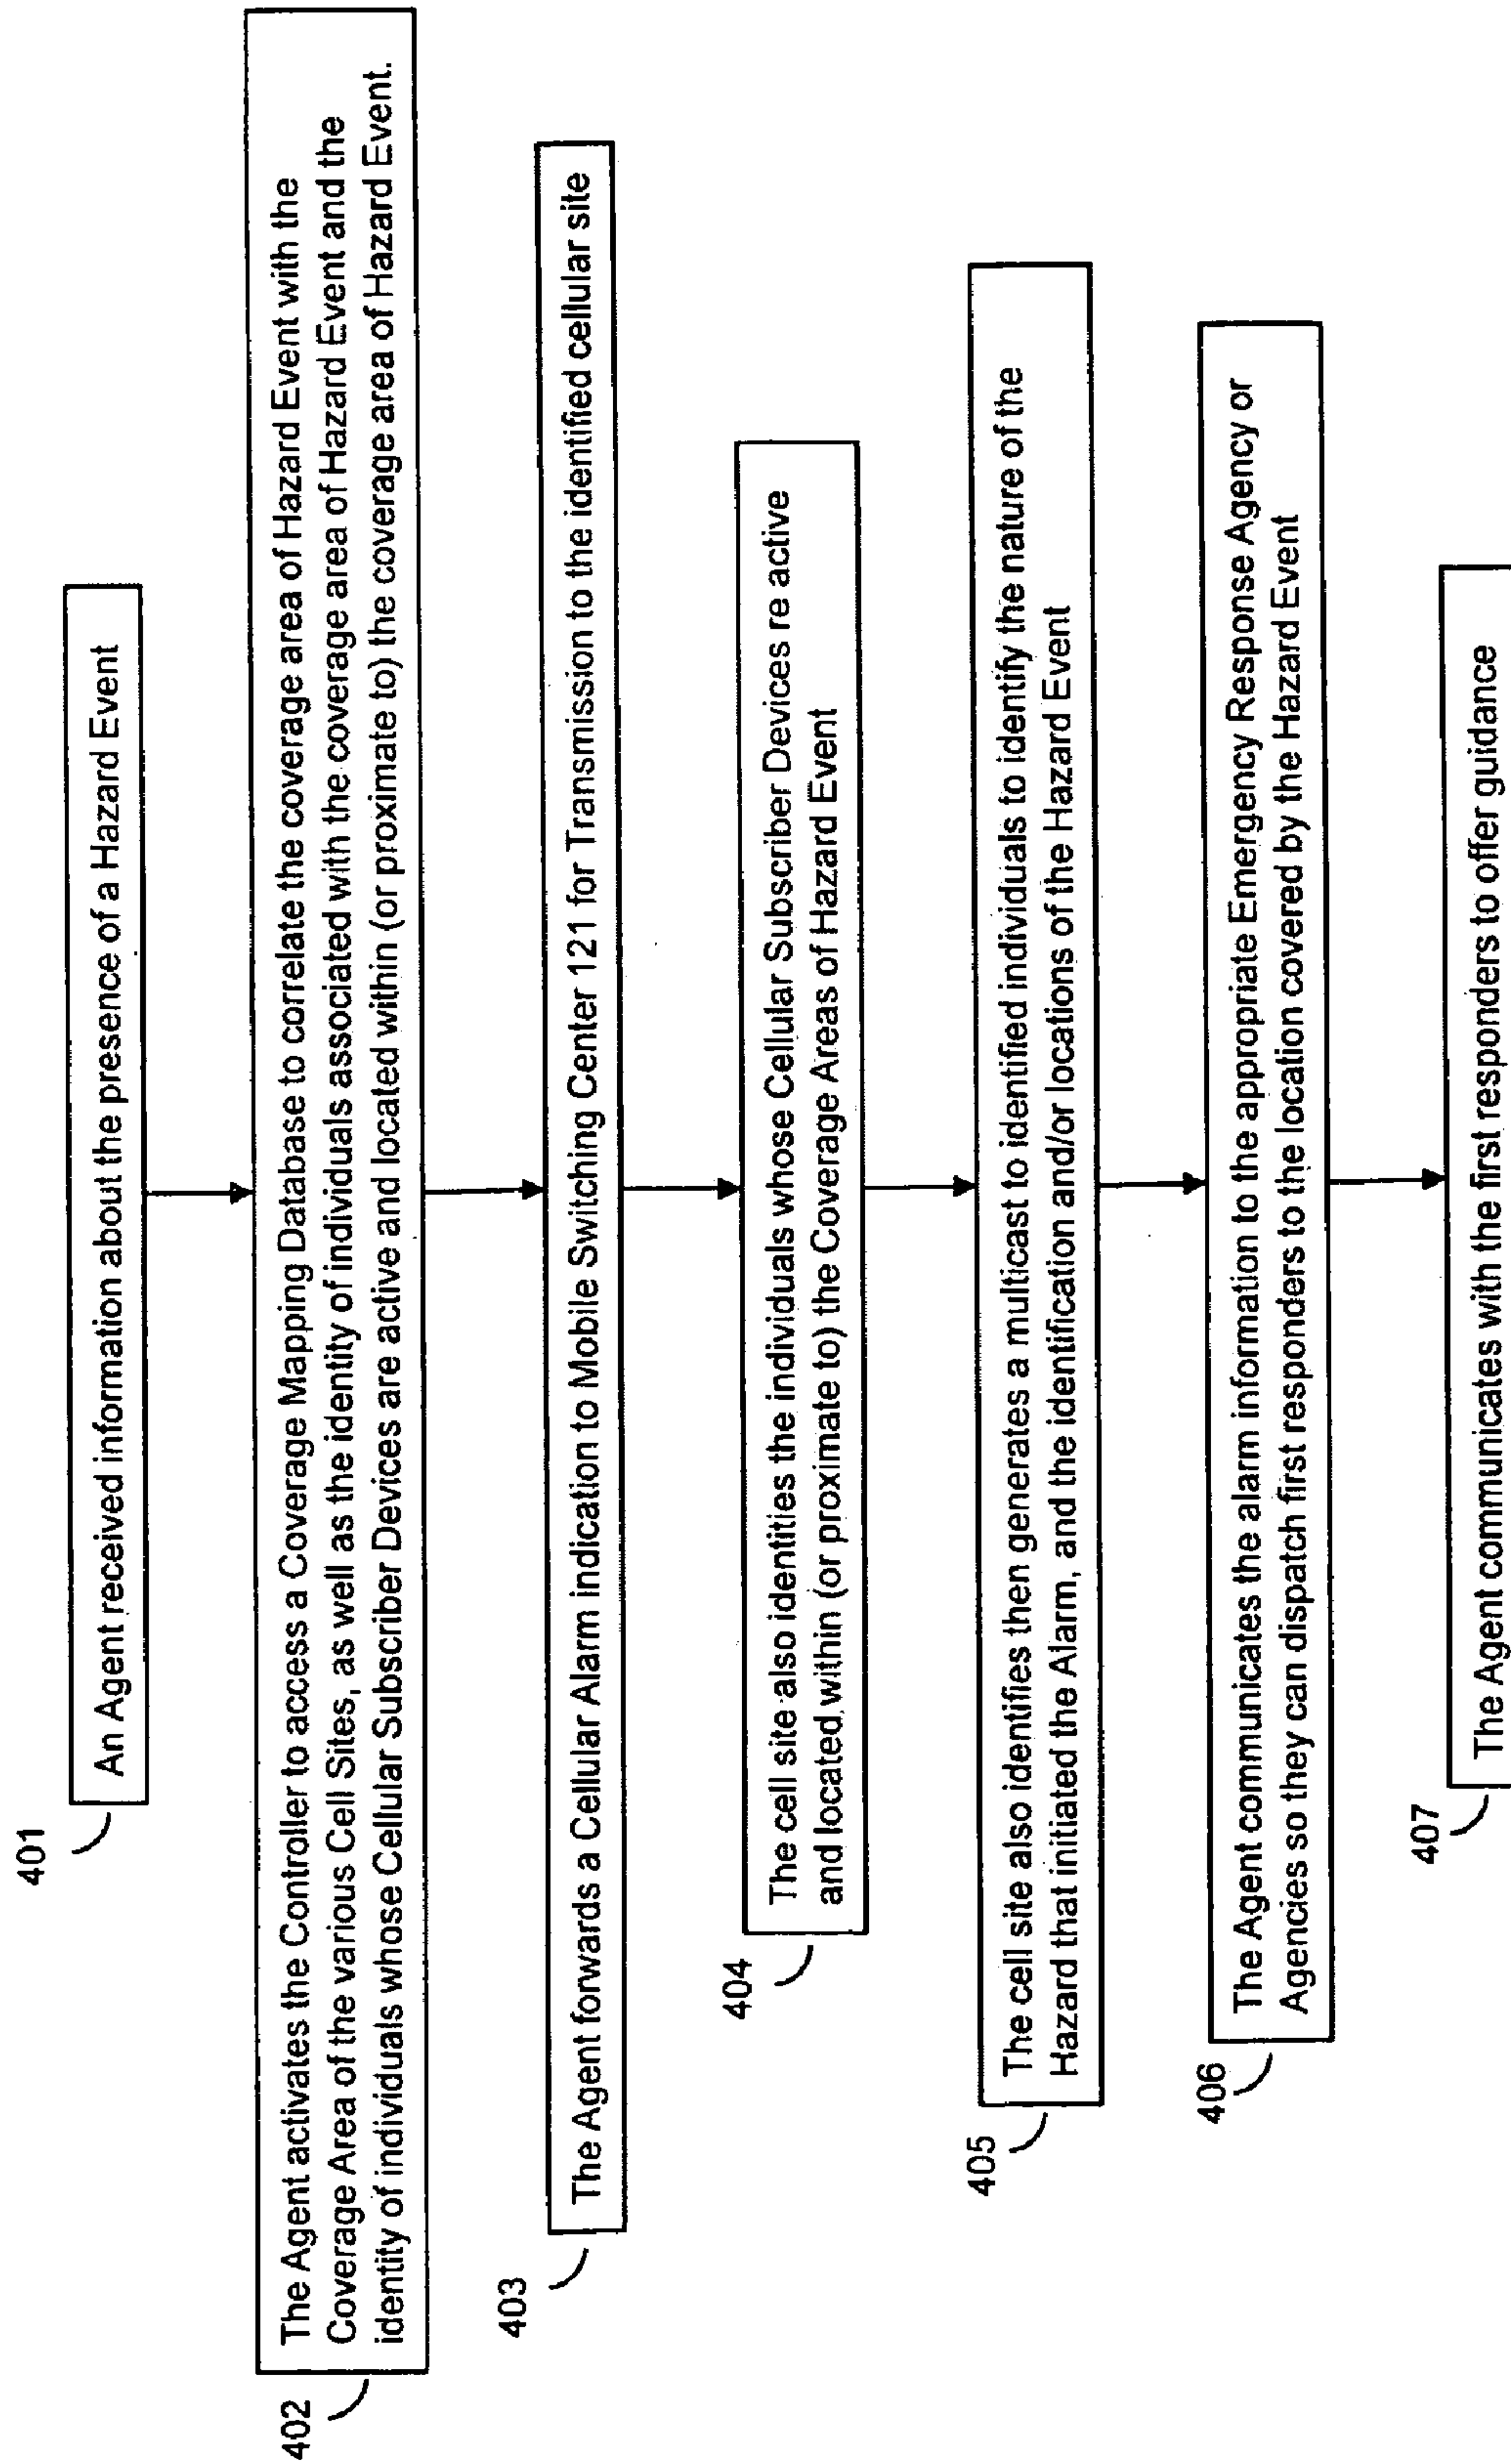 401
An Agent received information about the presence of a Hazard Event
402
The Agent activates the Controller to access a Coverage Mapping Database to correlate the coverage area of Hazard Event with the
Coverage Area of the various Cell Sites, as well as the identity of individuals associated with the coverage area of Hazard Event and the
identity of individuals whose Cellular Subscriber Devices are active and located within (or proximate to) the coverage area of Hazard Event.
403
The Agent forwards a Cellular Alarm indication to Mobile Switching Center 121 for Transmission to the identified cellular site
404
The cell site also identities the individuals whose Cellular Subscriber Devices re active
and located within (or proximate to) the Coverage Areas of Hazard Event
405
The cell site also identifies then generates a multicast to identified individuals to identify the nature of the
Hazard that initiated the Alarm, and the identification and/or locations of the Hazard Event
406
The Agent communicates the alarm information to the appropriate Emergency Response Agency or
Agencies so they can dispatch first responders to the location covered by the Hazard Event
407
The Agent communicates with the first responders to offer guidance